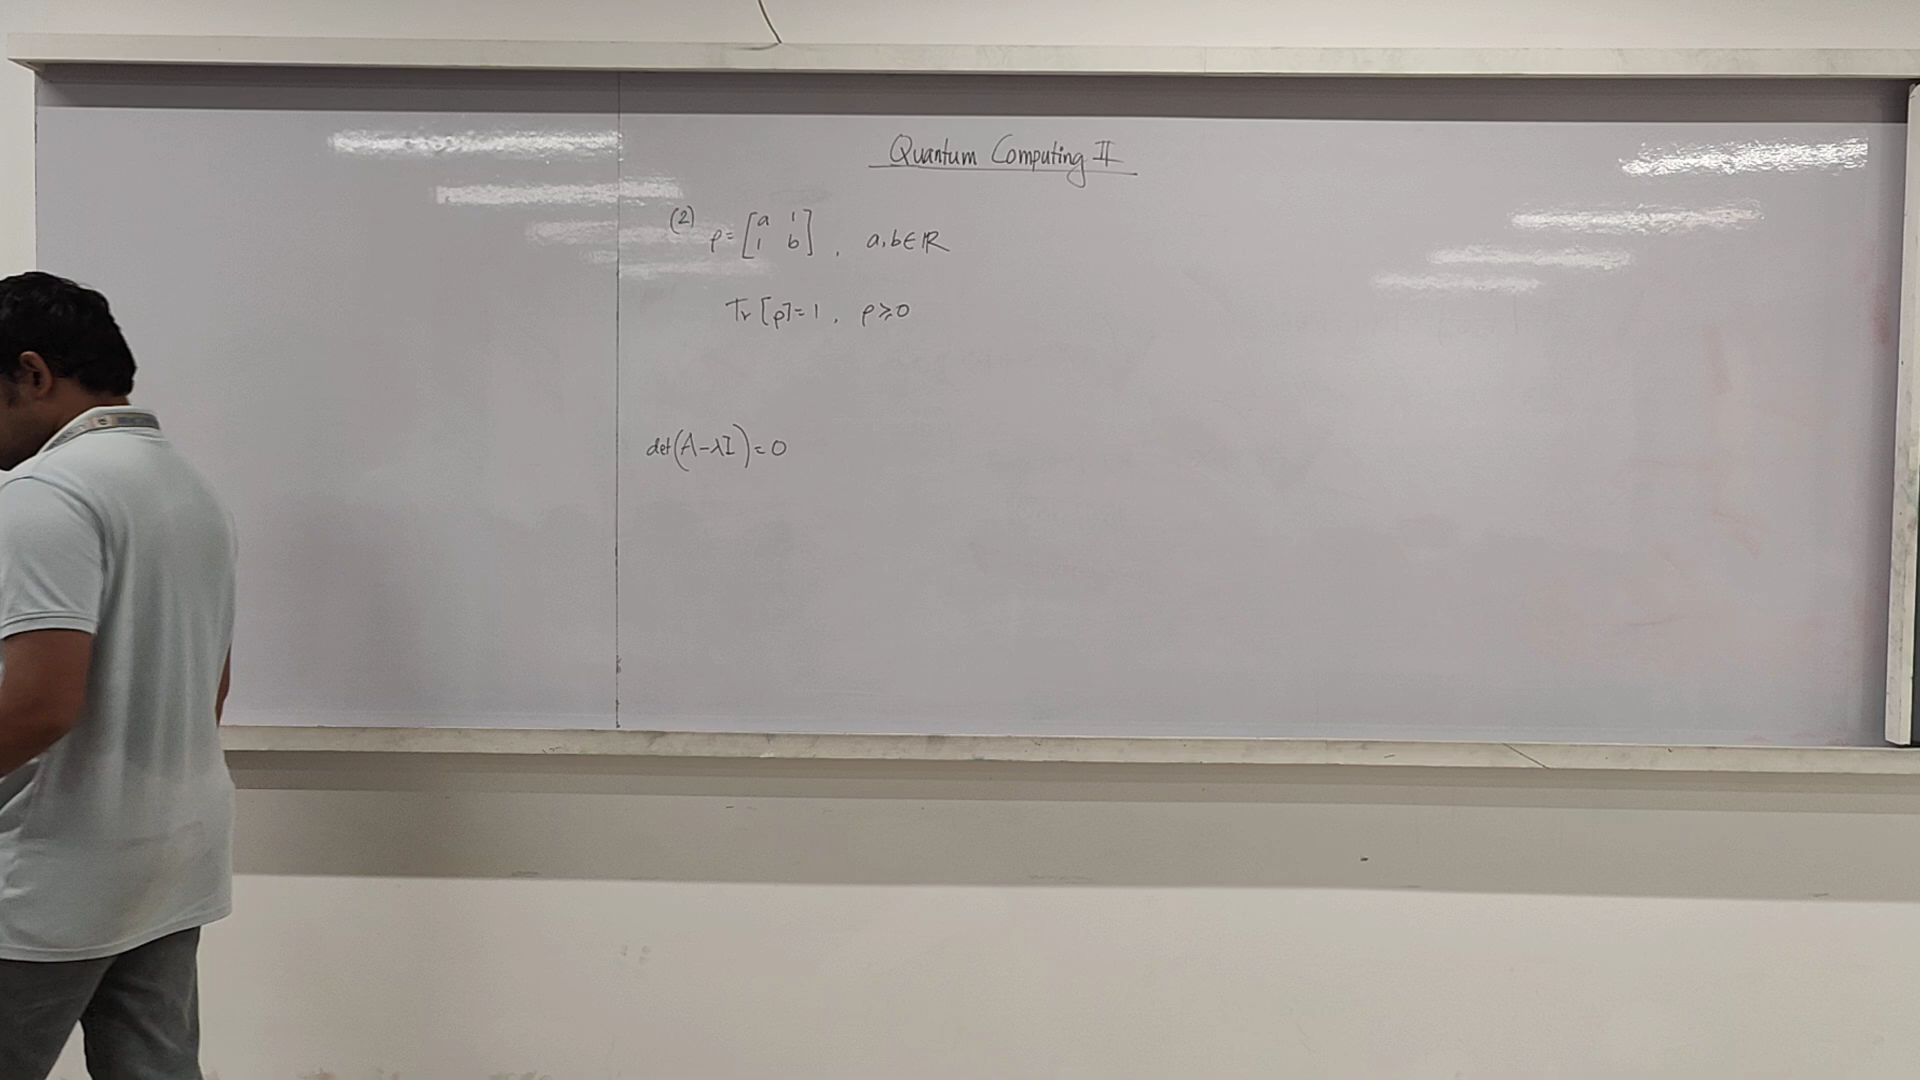 Quantum Computing II
(2) ρ = [a 1
1 b] , a, b ∈ ℝ
Tr [ρ] = 1 , ρ ⩾ 0
det(A - λI) = 0